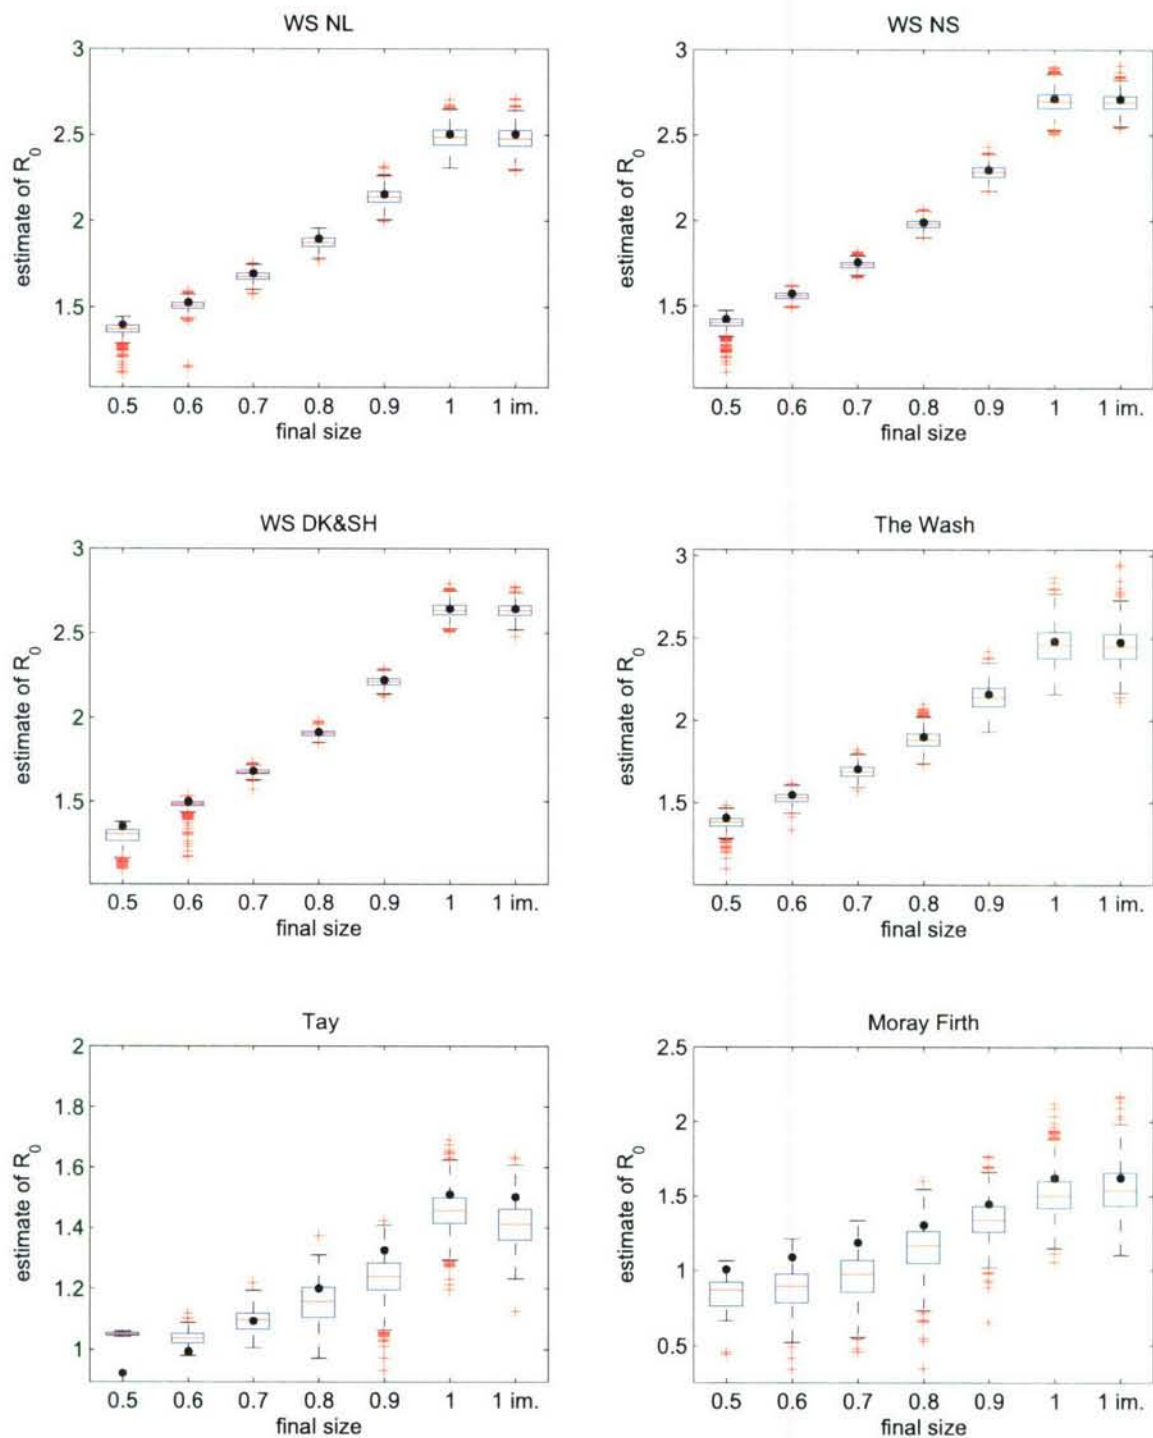 WS NL
3
2.5
2
1.5
estimate of R0
0.5 0.6 0.7 0.8 0.9 1 1 im.
final size
WS NS
3
2.5
2
1.5
estimate of R0
0.5 0.6 0.7 0.8 0.9 1 1 im.
final size
WS DK&SH
3
2.5
2
1.5
estimate of R0
0.5 0.6 0.7 0.8 0.9 1 1 im.
final size
The Wash
3
2.5
2
1.5
estimate of R0
0.5 0.6 0.7 0.8 0.9 1 1 im.
final size
Tay
2
1.8
1.6
1.4
1.2
1
estimate of R0
0.5 0.6 0.7 0.8 0.9 1 1 im.
final size
Moray Firth
2.5
2
1.5
1
0.5
estimate of R0
0.5 0.6 0.7 0.8 0.9 1 1 im.
final size